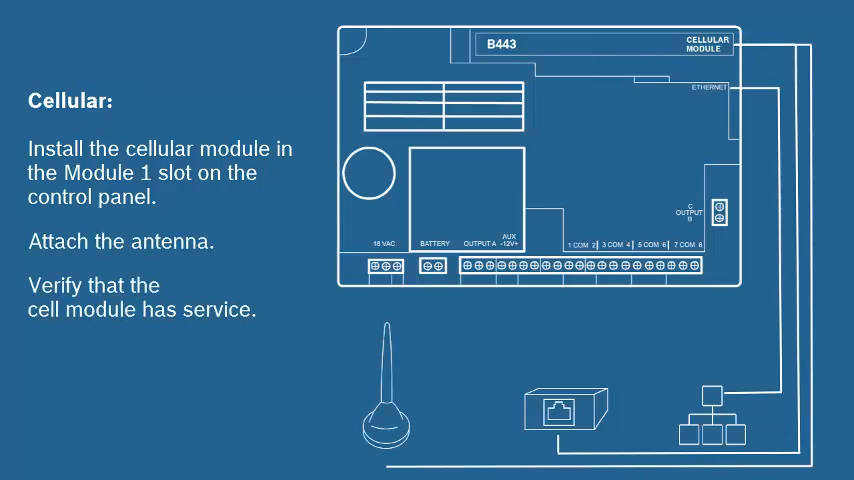 Cellular:
Install the cellular module in
the Module 1 slot on the
control panel.
Attach the antenna.
Verify that the
cell module has service.
B443
CELLULAR
MODULE
ETHERNET
C
OUTPUT
B
18 VAC
BATTERY
OUTPUT A
AUX
-12V+
1 COM 2
3 COM 4
5 COM 6
7 COM 8